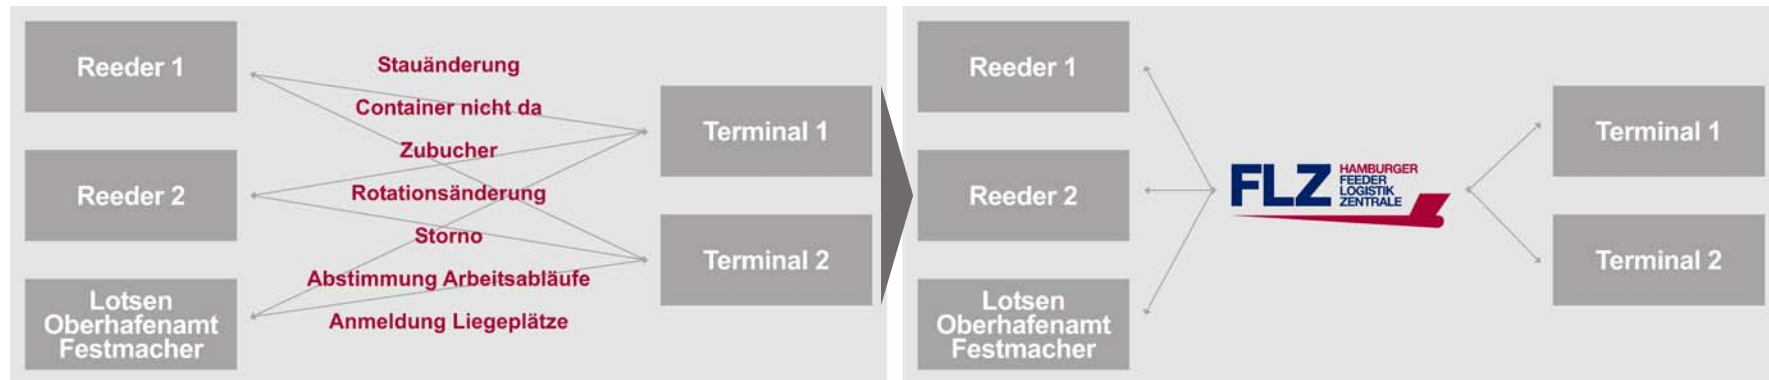 Reeder 1
Reeder 2
Lotsen
Oberhafenamt
Festmacher
Stauänderung
Container nicht da
Zubucher
Rotationsänderung
Storno
Abstimmung Arbeitsabläufe
Anmeldung Liegeplätze
Terminal 1
Terminal 2
Reeder 1
Reeder 2
Lotsen
Oberhafenamt
Festmacher
FLZ
HAMBURGER
FEEDER
LOGISTIK
ZENTRALE
Terminal 1
Terminal 2